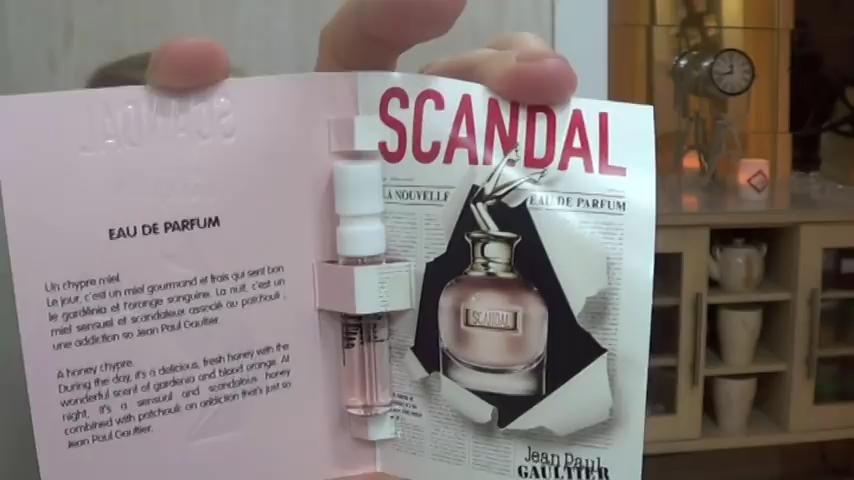 SCANDAL
EAU DE PARFUM
Un chypre miel
Le jour, c'est un miel gourmand et frais qui sent bon
le gardénia et l'orange sanguine. La nuit, c'est un
miel sensuel et scandaleux associé au patchouli :
une addiction so Jean Paul Gaultier.
A honey chypre
During the day, it's a delicious, fresh honey with the
wonderful scent of gardenia and blood orange. At
night, it's a sensual and scandalous honey
combined with patchouli: an addiction that's just so
Jean Paul Gaultier.
SCANDAL
LA NOUVELLE EAU DE PARFUM
SCANDAL
Jean Paul
GAULTIER